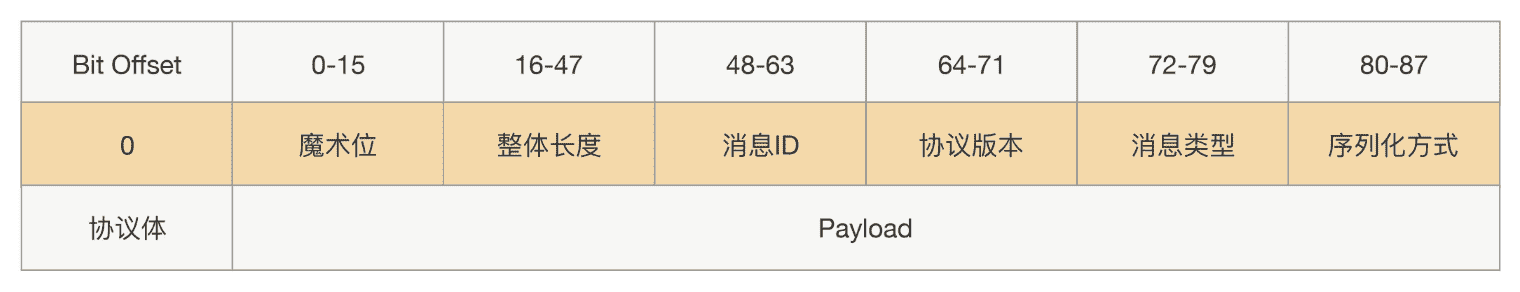 Bit Offset 0-15 16-47 48-63 64-71 72-79 80-87
0 魔术位 整体长度 消息ID 协议版本 消息类型 序列化方式
协议体 Payload